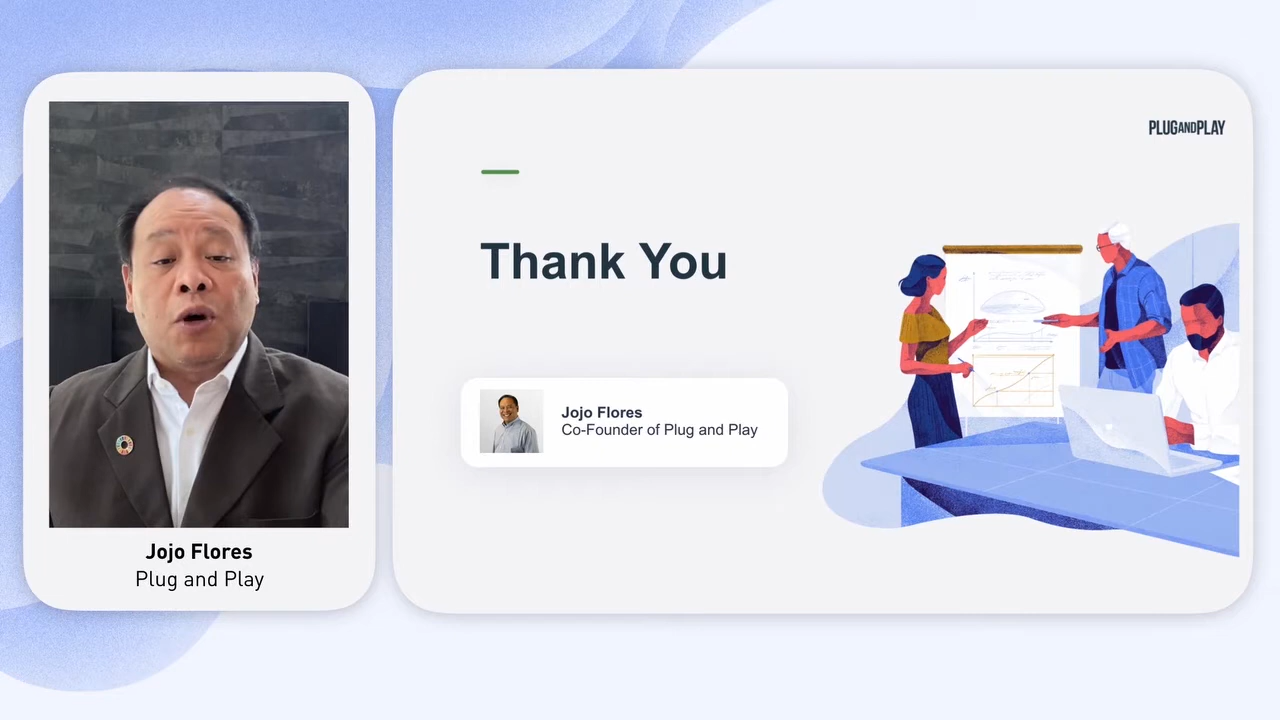 Jojo Flores
Plug and Play
PLUGANDPLAY
Thank You
Jojo Flores
Co-Founder of Plug and Play